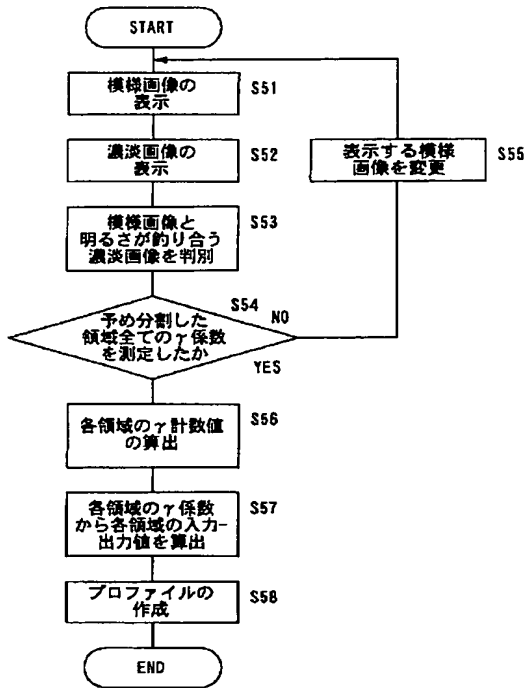 START
模様画像の
表示
S51
濃淡画像の
表示
S52
表示する模様
画像を変更
S55
模様画像と
明るさが釣り合う
濃淡画像を判別
S53
S54
予め分割した
領域全てのγ係数
を測定したか
NO
YES
各領域のγ計数値
の算出
S56
各領域のγ係数
から各領域の入力-
出力値を算出
S57
プロファイルの
作成
S58
END